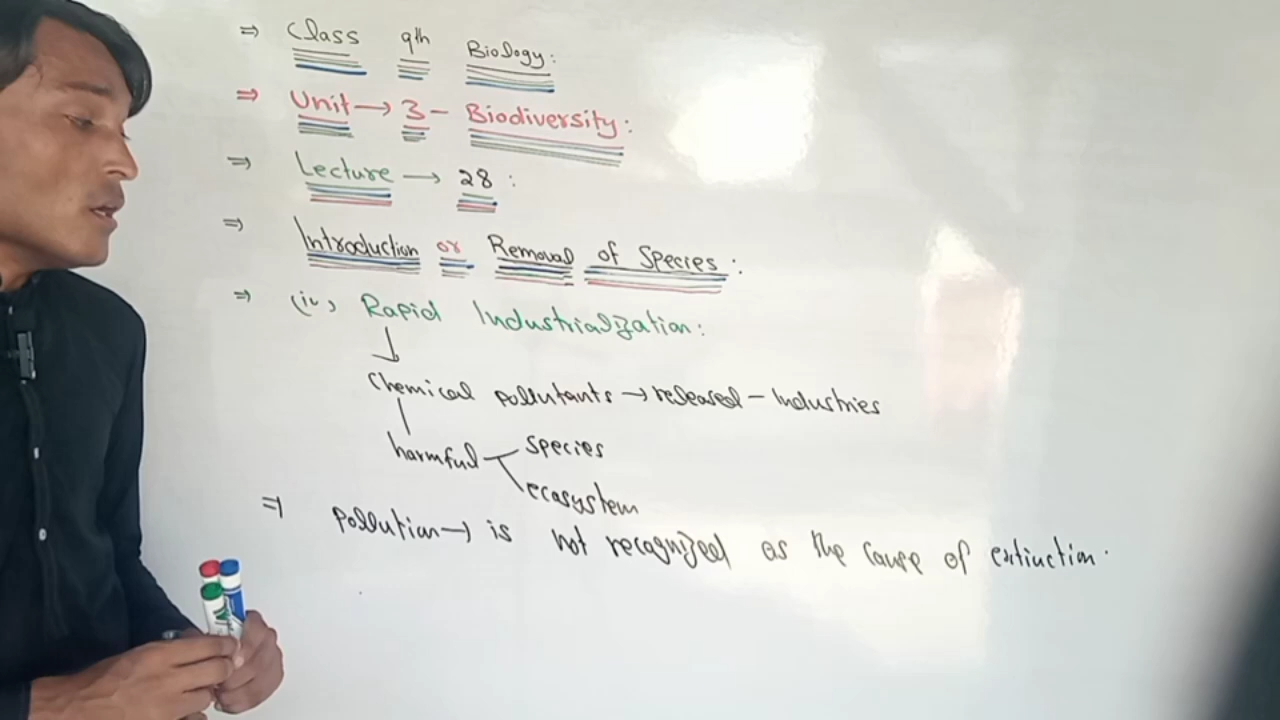 ⇒ Class 9th Biology:
⇒ Unit → 3 - Biodiversity:
⇒ Lecture → 28 :
⇒ Introduction or Removal of Species :
⇒ (iv) Rapid Industrialization:
Chemical pollutants → released - Industries
harmful species
ecasystem
⇒ pollution → is not recognized as the cause of extinction.